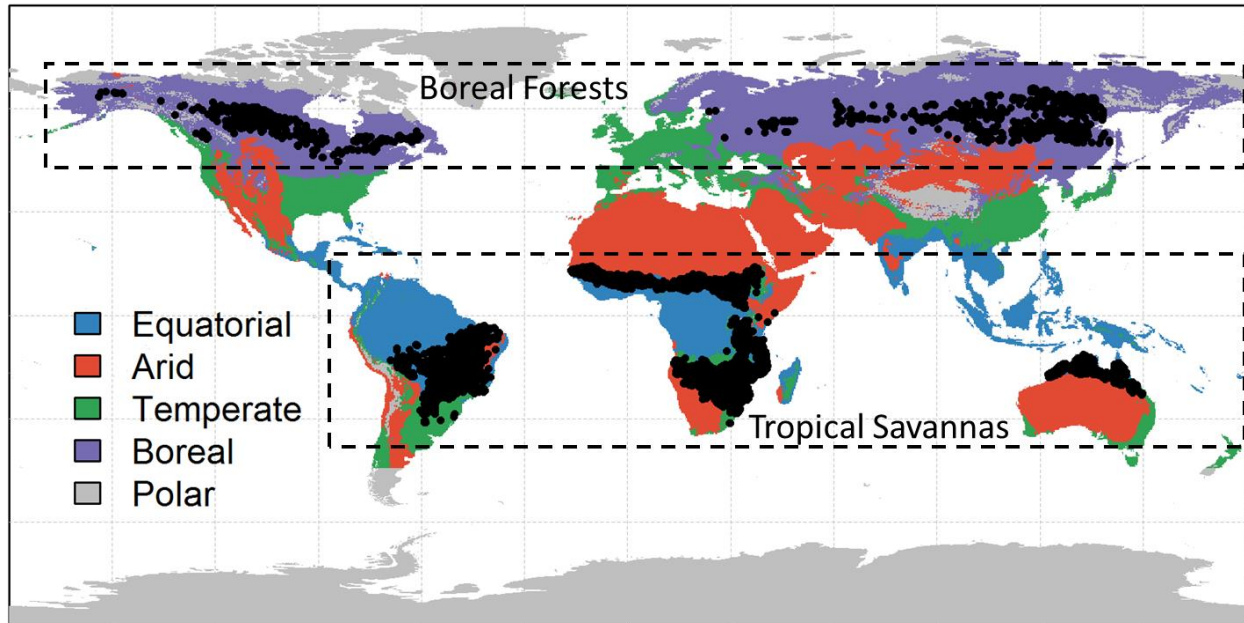 Boreal Forests
Equatorial
Arid
Temperate
Boreal
Polar
Tropical Savannas